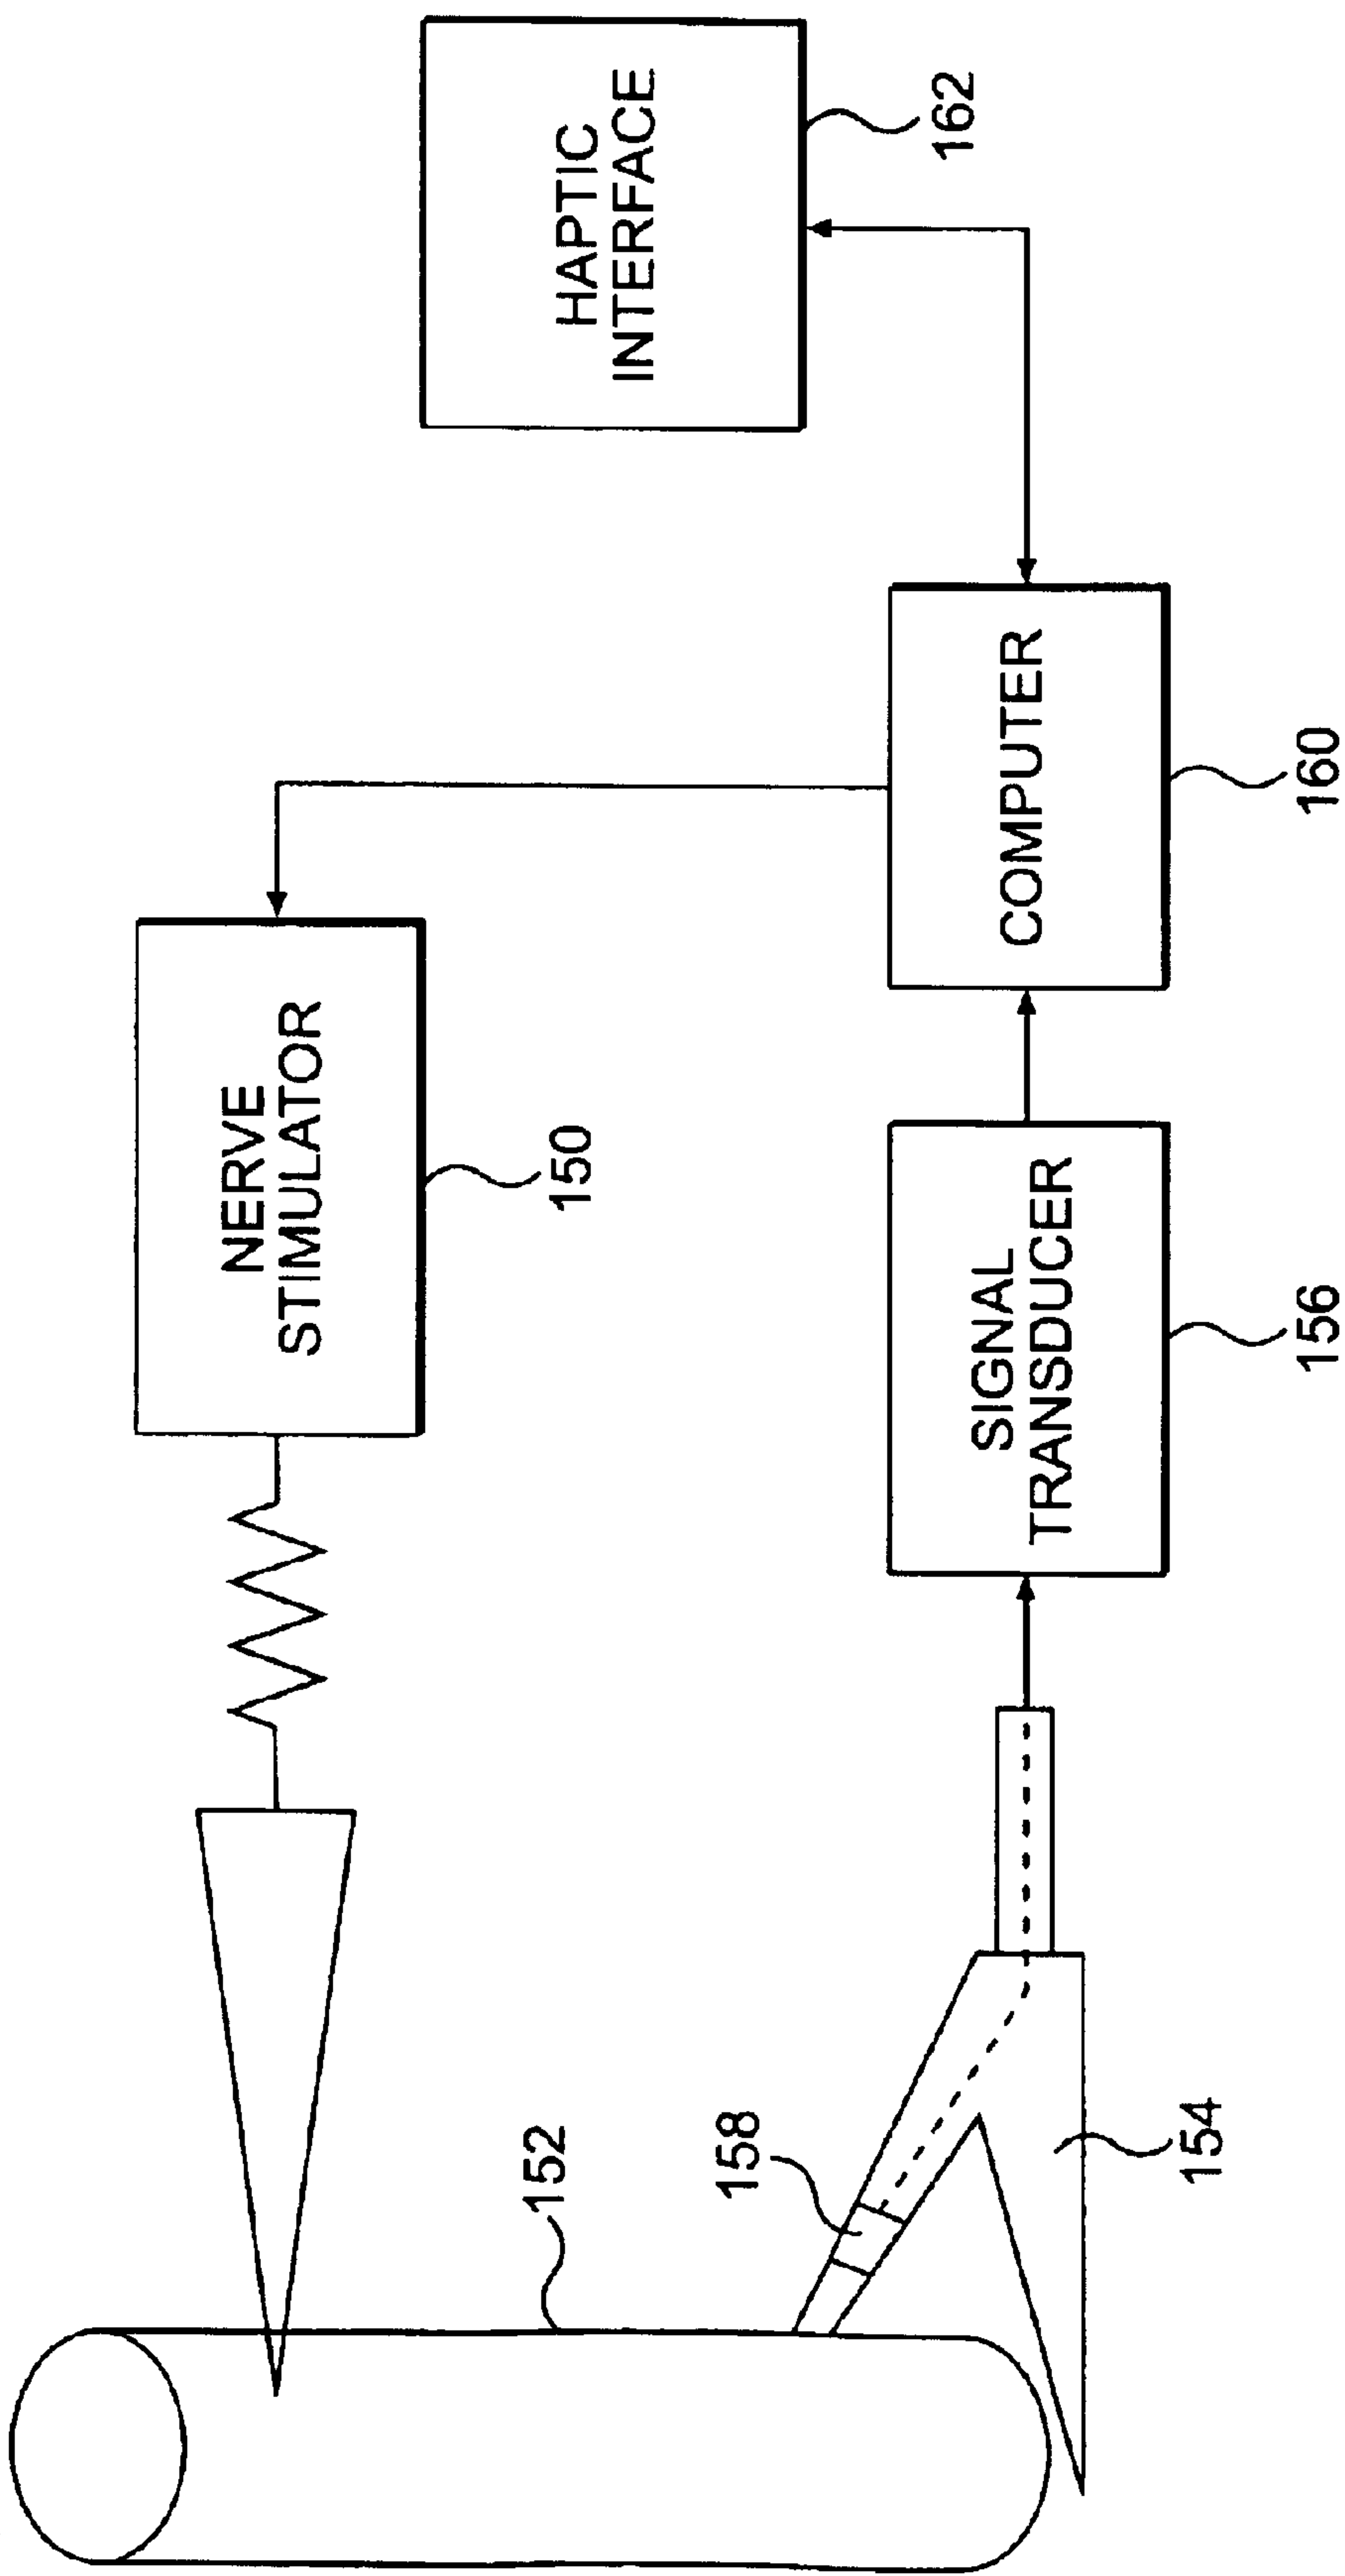 NERVE
STIMULATOR
150
HAPTIC
INTERFACE
162
152
158
154
SIGNAL
TRANSDUCER
156
COMPUTER
160